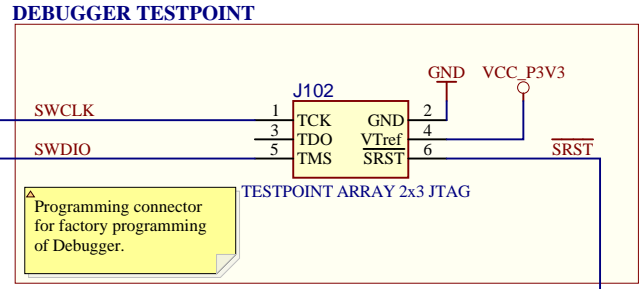 DEBUGGER TESTPOINT
GND VCC_P3V3
J102
SWCLK 1 TCK GND 2
3 TDO VTref 4
SWDIO 5 TMS SRST 6 SRST
TESTPOINT ARRAY 2x3 JTAG
Programming connector
for factory programming
of Debugger.